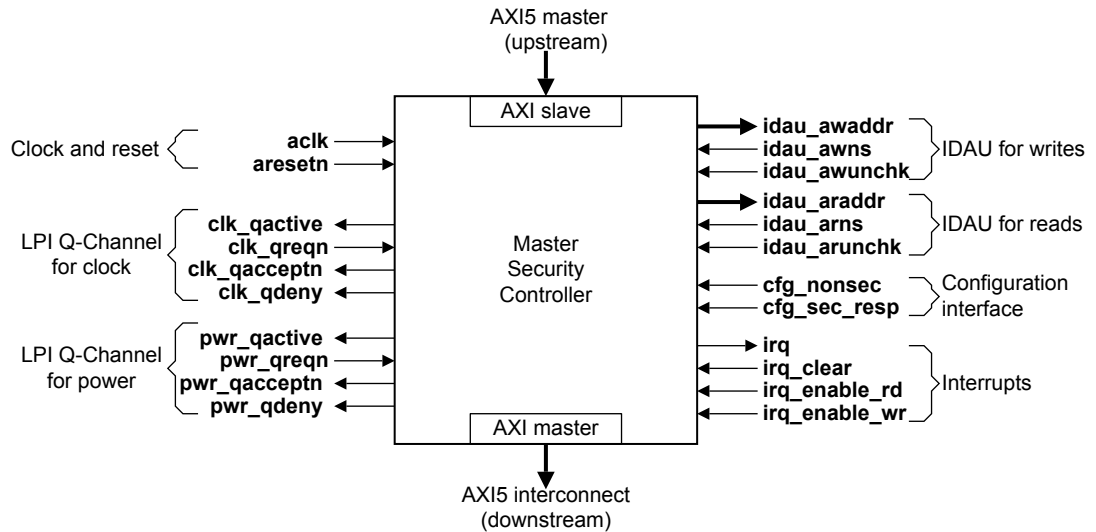 AXI5 master
(upstream)
AXI slave
Clock and reset
aclk
aresetn
LPI Q-Channel
for clock
clk_qactive
clk_qreqn
clk_qacceptn
clk_qdeny
LPI Q-Channel
for power
pwr_qactive
pwr_qreqn
pwr_qacceptn
pwr_qdeny
Master
Security
Controller
idau_awaddr
idau_awns
idau_awunchk
IDAU for writes
idau_araddr
idau_arns
idau_arunchk
IDAU for reads
cfg_nonsec
cfg_sec_resp
Configuration
interface
irq
irq_clear
irq_enable_rd
irq_enable_wr
Interrupts
AXI master
AXI5 interconnect
(downstream)